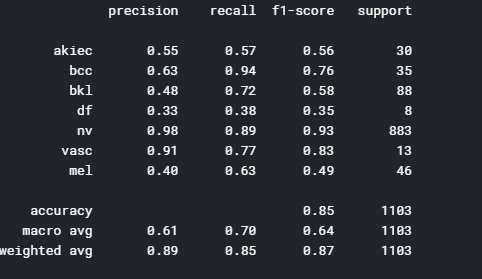 precision recall f1-score support
akiec 0.55 0.57 0.56 30
bcc 0.63 0.94 0.76 35
bkl 0.48 0.72 0.58 88
df 0.33 0.38 0.35 8
nv 0.98 0.89 0.93 883
vasc 0.91 0.77 0.83 13
mel 0.40 0.63 0.49 46
accuracy 0.85 1103
macro avg 0.61 0.70 0.64 1103
weighted avg 0.89 0.85 0.87 1103